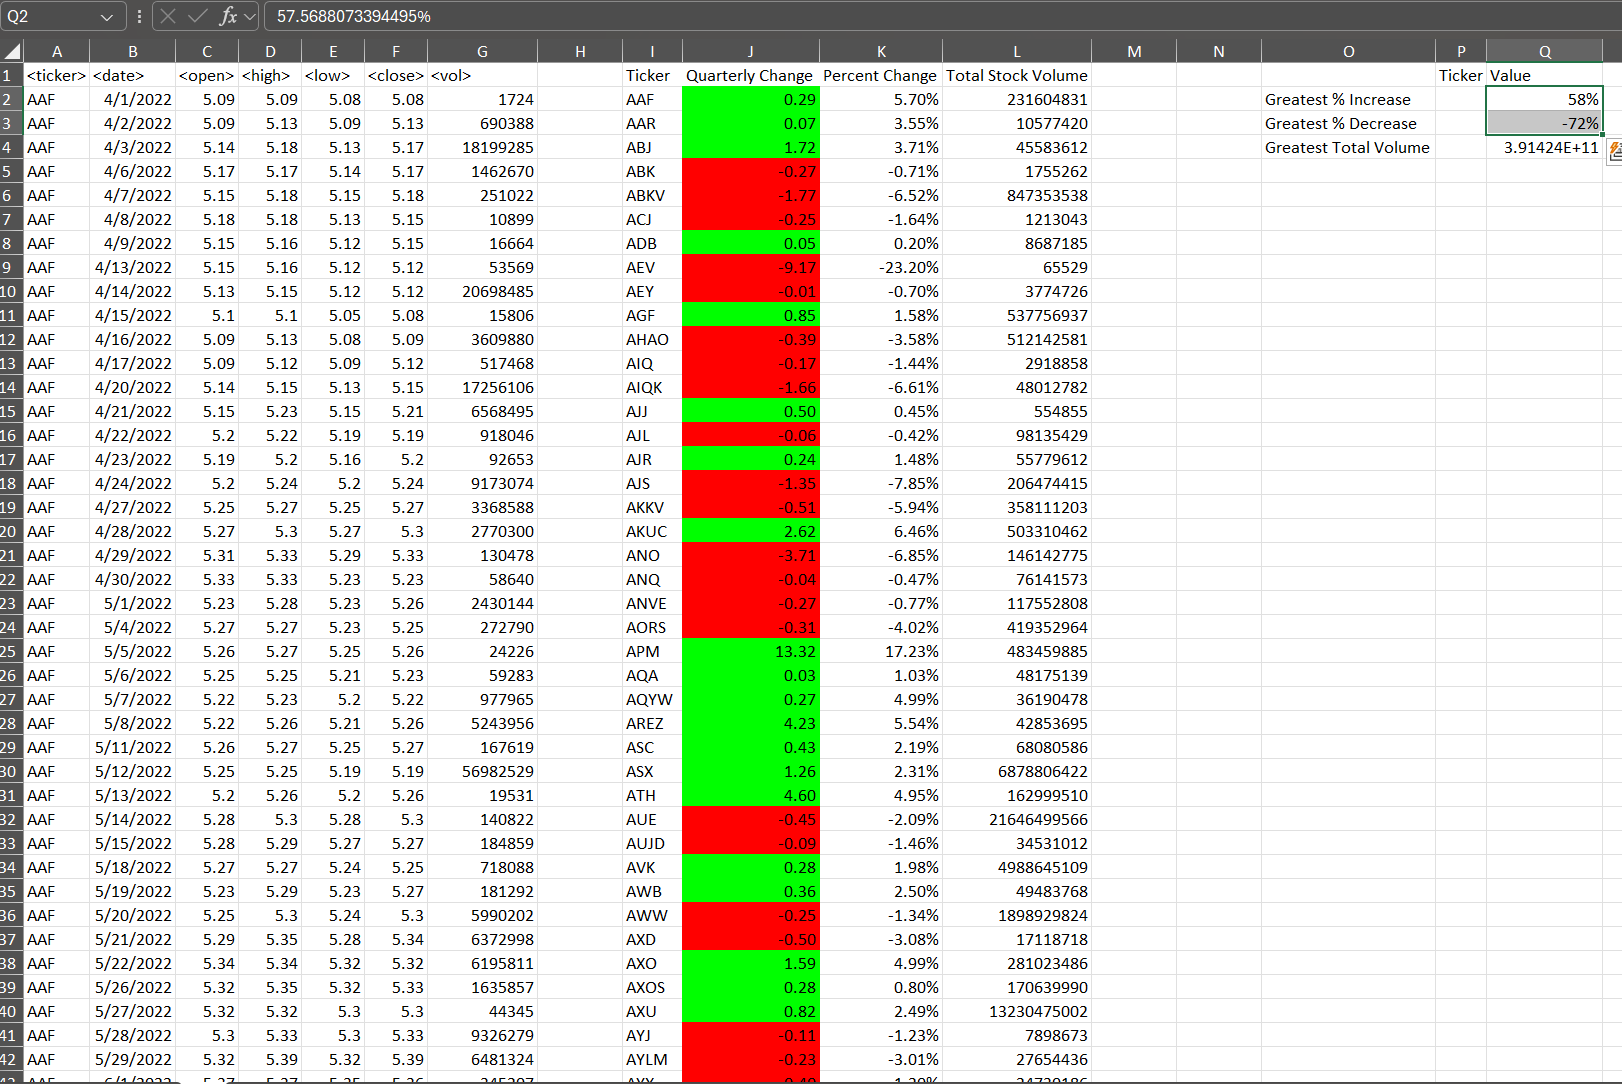 Q2 fx 57.5688073394495%
A B C D E F G H I J K L M N O P Q
1 <ticker> <date> <open> <high> <low> <close> <vol> Ticker Quarterly Change Percent Change Total Stock Volume Ticker Value
2 AAF 4/1/2022 5.09 5.09 5.08 5.08 1724 AAF 0.29 5.70% 231604831 Greatest % Increase 58%
3 AAF 4/2/2022 5.09 5.13 5.09 5.13 690388 AAR 0.07 3.55% 10577420 Greatest % Decrease -72%
4 AAF 4/3/2022 5.14 5.18 5.13 5.17 18199285 ABJ 1.72 3.71% 45583612 Greatest Total Volume 3.91424E+11
5 AAF 4/6/2022 5.17 5.17 5.14 5.17 1462670 ABK -0.27 -0.71% 1755262
6 AAF 4/7/2022 5.15 5.18 5.15 5.18 251022 ABKV -1.77 -6.52% 847353538
7 AAF 4/8/2022 5.18 5.18 5.13 5.15 10899 ACJ -0.25 -1.64% 1213043
8 AAF 4/9/2022 5.15 5.16 5.12 5.15 16664 ADB 0.05 0.20% 8687185
9 AAF 4/13/2022 5.15 5.16 5.12 5.12 53569 AEV -9.17 -23.20% 65529
10 AAF 4/14/2022 5.13 5.15 5.12 5.12 20698485 AEY -0.01 -0.70% 3774726
11 AAF 4/15/2022 5.1 5.1 5.05 5.08 15806 AGF 0.85 1.58% 537756937
12 AAF 4/16/2022 5.09 5.13 5.08 5.09 3609880 AHAO -0.39 -3.58% 512142581
13 AAF 4/17/2022 5.09 5.12 5.09 5.12 517468 AIQ -0.17 -1.44% 2918858
14 AAF 4/20/2022 5.14 5.15 5.13 5.15 17256106 AIQK -1.66 -6.61% 48012782
15 AAF 4/21/2022 5.15 5.23 5.15 5.21 6568495 AJJ 0.50 0.45% 554855
16 AAF 4/22/2022 5.2 5.22 5.19 5.19 918046 AJL -0.06 -0.42% 98135429
17 AAF 4/23/2022 5.19 5.2 5.16 5.2 92653 AJR 0.24 1.48% 55779612
18 AAF 4/24/2022 5.2 5.24 5.2 5.24 9173074 AJS -1.35 -7.85% 206474415
19 AAF 4/27/2022 5.25 5.27 5.25 5.27 3368588 AKKV -0.51 -5.94% 358111203
20 AAF 4/28/2022 5.27 5.3 5.27 5.3 2770300 AKUC 2.62 6.46% 503310462
21 AAF 4/29/2022 5.31 5.33 5.29 5.33 130478 ANO -3.71 -6.85% 146142775
22 AAF 4/30/2022 5.33 5.33 5.23 5.23 58640 ANQ -0.04 -0.47% 76141573
23 AAF 5/1/2022 5.23 5.28 5.23 5.26 2430144 ANVE -0.27 -0.77% 117552808
24 AAF 5/4/2022 5.27 5.27 5.23 5.25 272790 AORS -0.31 -4.02% 419352964
25 AAF 5/5/2022 5.26 5.27 5.25 5.26 24226 APM 13.32 17.23% 483459885
26 AAF 5/6/2022 5.25 5.25 5.21 5.23 59283 AQA 0.03 1.03% 48175139
27 AAF 5/7/2022 5.22 5.23 5.2 5.22 977965 AQYW 0.27 4.99% 36190478
28 AAF 5/8/2022 5.22 5.26 5.21 5.26 5243956 AREZ 4.23 5.54% 42853695
29 AAF 5/11/2022 5.26 5.27 5.25 5.27 167619 ASC 0.43 2.19% 68080586
30 AAF 5/12/2022 5.25 5.25 5.19 5.19 56982529 ASX 1.26 2.31% 6878806422
31 AAF 5/13/2022 5.2 5.26 5.2 5.26 19531 ATH 4.60 4.95% 162999510
32 AAF 5/14/2022 5.28 5.3 5.28 5.3 140822 AUE -0.45 -2.09% 21646499566
33 AAF 5/15/2022 5.28 5.29 5.27 5.27 184859 AUJD -0.09 -1.46% 34531012
34 AAF 5/18/2022 5.27 5.27 5.24 5.25 718088 AVK 0.28 1.98% 4988645109
35 AAF 5/19/2022 5.23 5.29 5.23 5.27 181292 AWB 0.36 2.50% 49483768
36 AAF 5/20/2022 5.25 5.3 5.24 5.3 5990202 AWW -0.25 -1.34% 1898929824
37 AAF 5/21/2022 5.29 5.35 5.28 5.34 6372998 AXD -0.50 -3.08% 17118718
38 AAF 5/22/2022 5.34 5.34 5.32 5.32 6195811 AXO 1.59 4.99% 281023486
39 AAF 5/26/2022 5.32 5.35 5.32 5.33 1635857 AXOS 0.28 0.80% 170639990
40 AAF 5/27/2022 5.32 5.32 5.3 5.3 44345 AXU 0.82 2.49% 13230475002
41 AAF 5/28/2022 5.3 5.33 5.3 5.33 9326279 AYJ -0.11 -1.23% 7898673
42 AAF 5/29/2022 5.32 5.39 5.32 5.39 6481324 AYLM -0.23 -3.01% 27654436